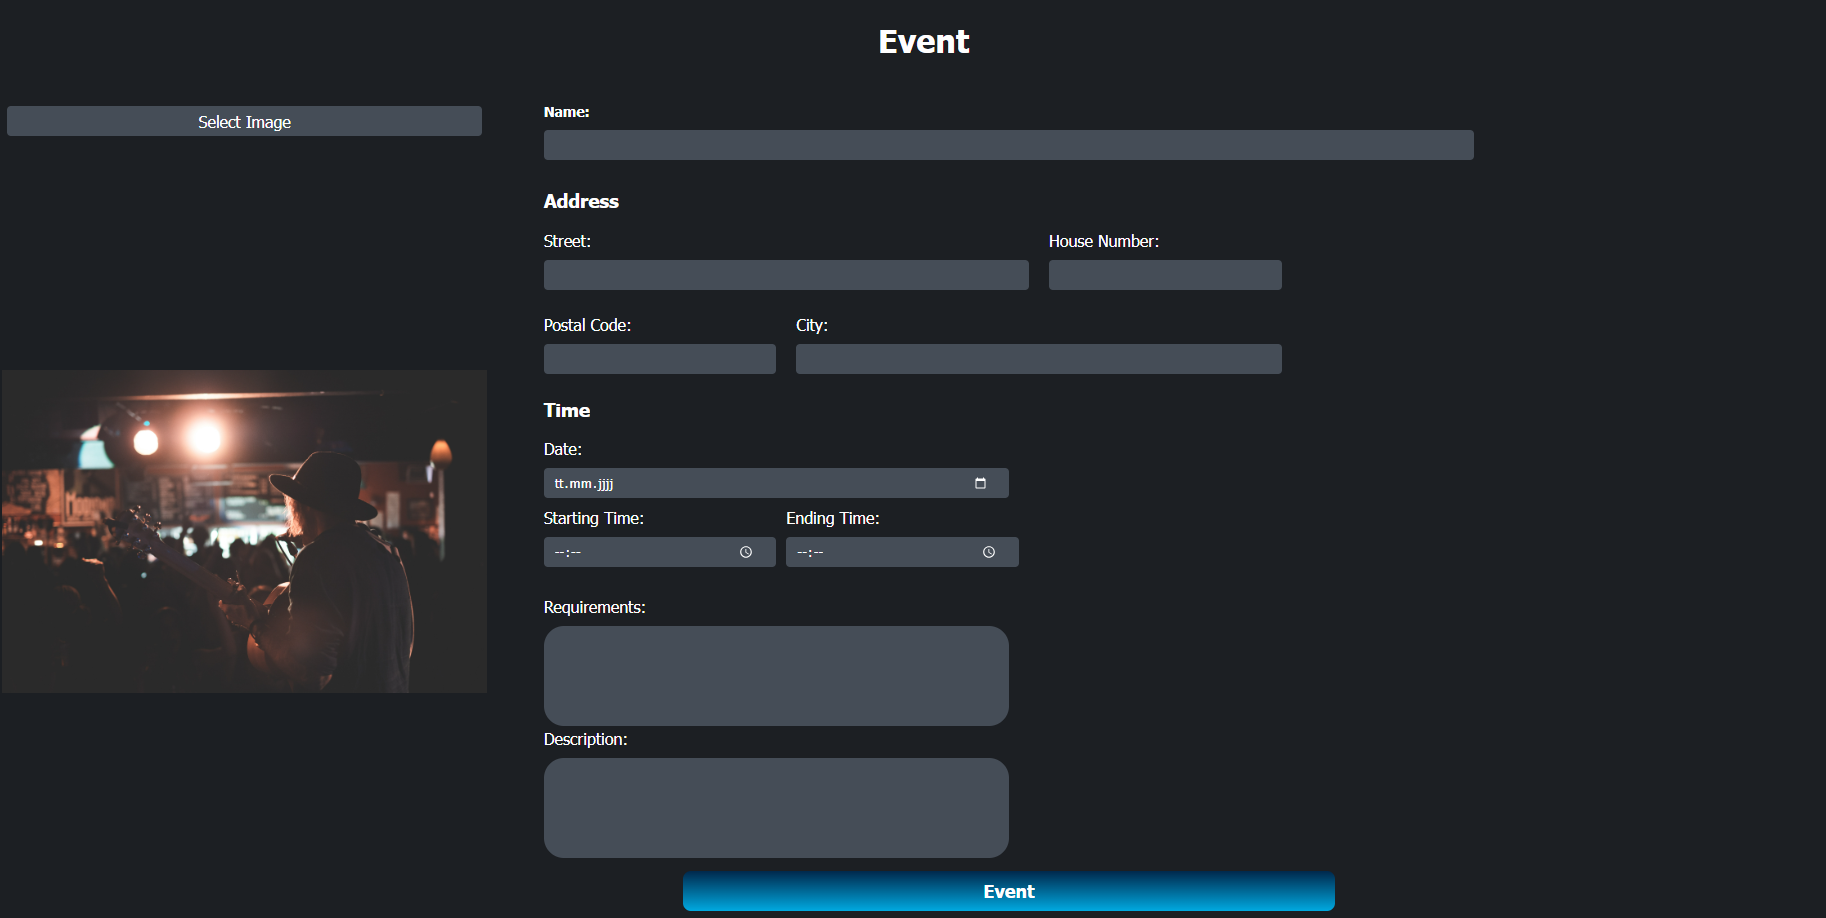 Event
Select Image
Name:
Address
Street: House Number:
Postal Code: City:
Time
Date:
tt.mm.jjjj
Starting Time: Ending Time:
--:-- --:--
Requirements:
Description:
Event